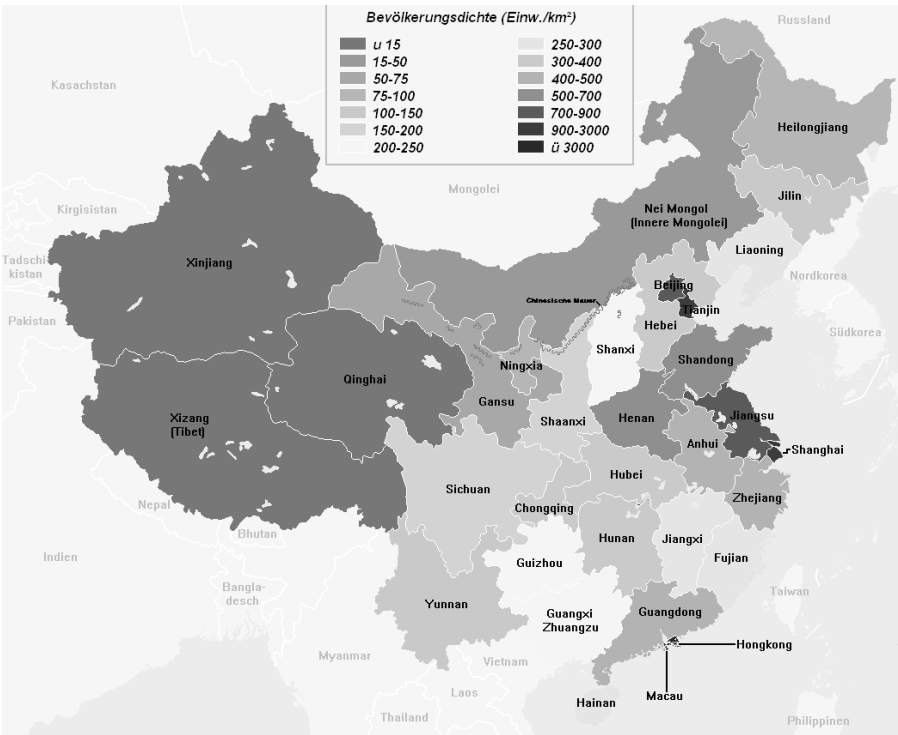 Bevölkerungsdichte (Einw./km²)
u 15
15-50
50-75
75-100
100-150
150-200
200-250
250-300
300-400
400-500
500-700
700-900
900-3000
ü 3000
Russland
Kasachstan
Heilongjiang
Mongolei
Jilin
Kirgisistan
Nei Mongol
(Innere Mongolei)
Liaoning
Tadschi-
kistan
Xinjiang
Nordkorea
Beijing
Chinesische Mauer
Tianjin
Pakistan
Hebei
Südkorea
Shanxi
Shandong
Ningxia
Qinghai
Gansu
Xizang
(Tibet)
Shaanxi
Henan
Jiangsu
Anhui
Shanghai
Sichuan
Hubei
Zhejiang
Nepal
Chongqing
Bhutan
Hunan
Jiangxi
Indien
Guizhou
Fujian
Bangla-
desch
Taiwan
Yunnan
Guangxi
Zhuangzu
Guangdong
Hongkong
Myanmar
Vietnam
Laos
Macau
Hainan
Thailand
Philippinen